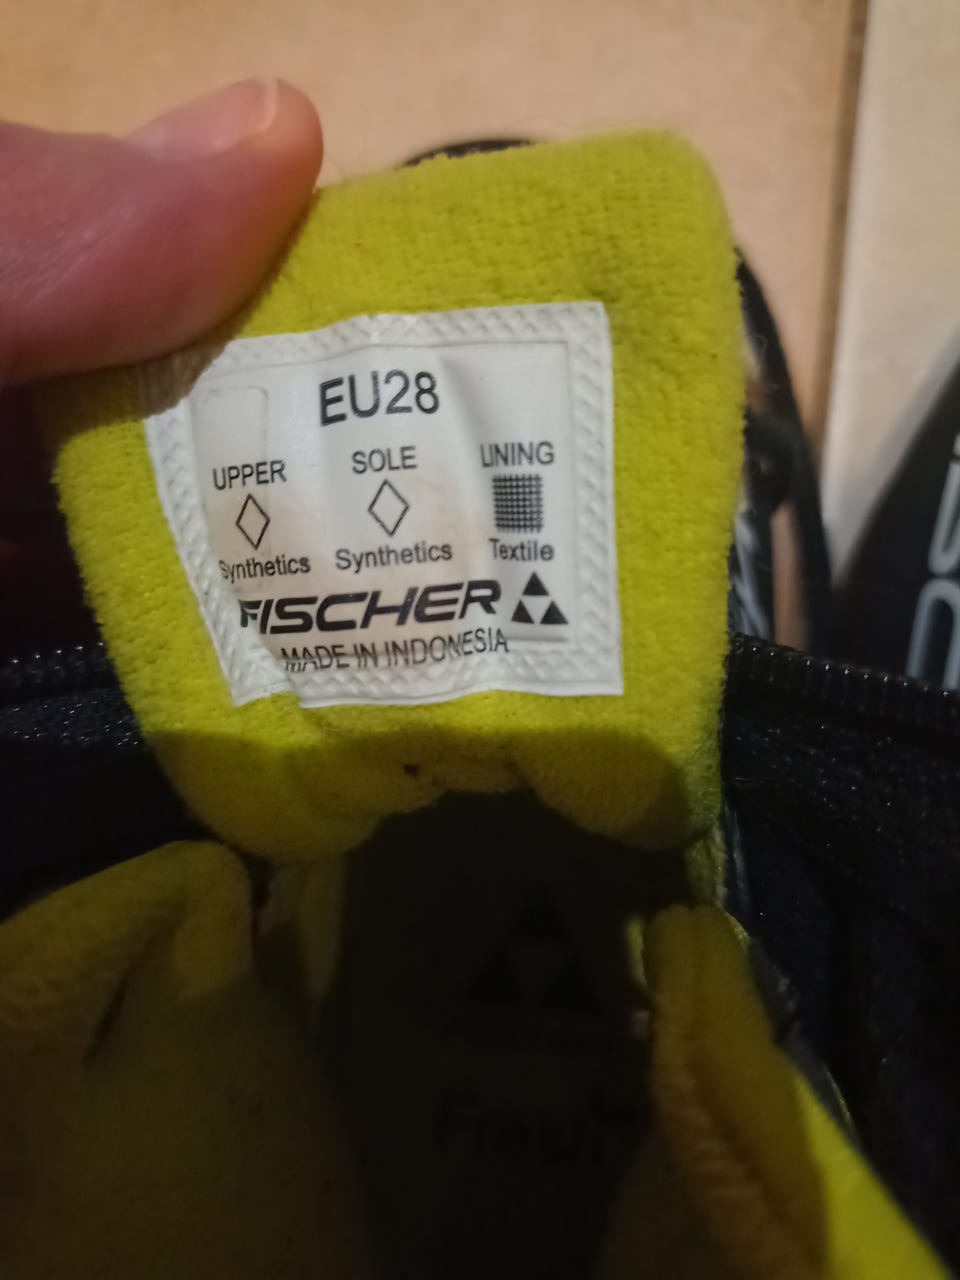 EU28
UPPER SOLE LINING
Synthetics Synthetics Textile
FISCHER
MADE IN INDONESIA